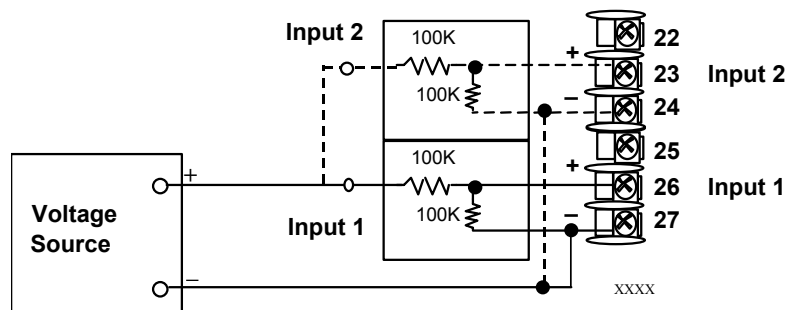 Input 2
100K
100K
+
−
22
23
24
Input 2
25
100K
100K
+
−
26
27
Input 1
Voltage
Source
+
−
Input 1
XXXX